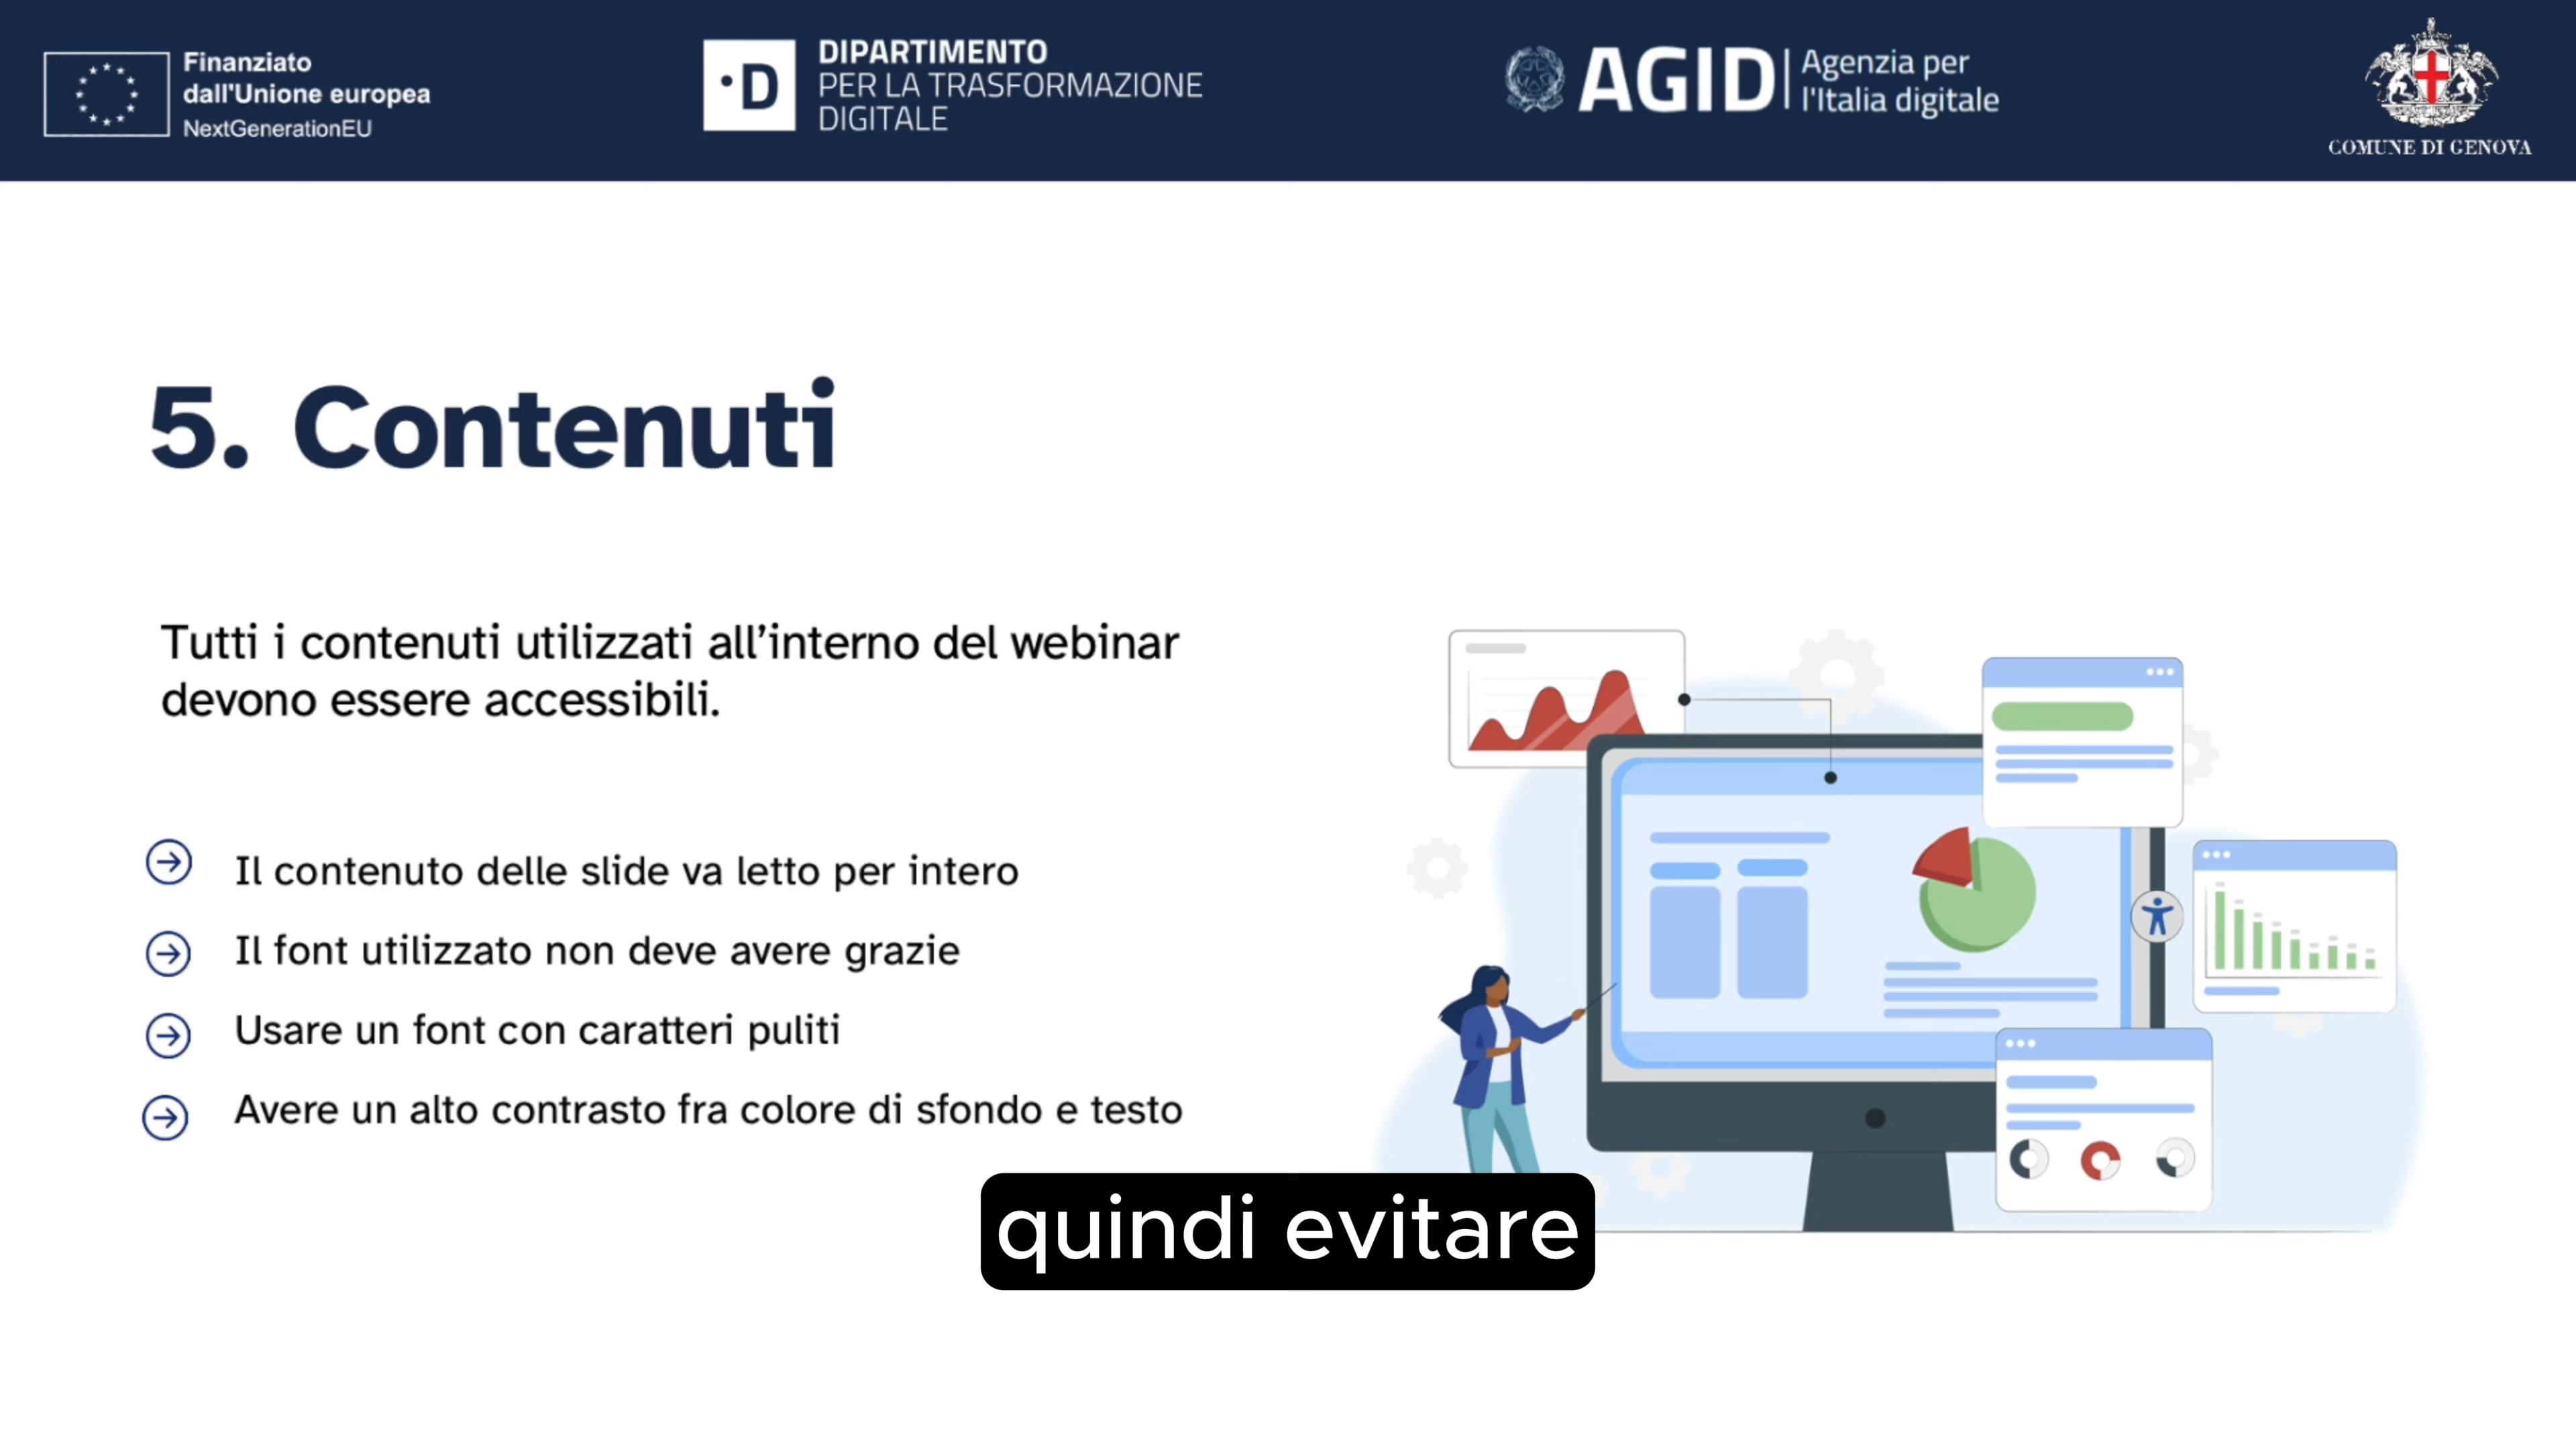 Finanziato
dall'Unione europea
NextGenerationEU
·D
DIPARTIMENTO
PER LA TRASFORMAZIONE
DIGITALE
AGID
Agenzia per
l'Italia digitale
COMUNE DI GENOVA
5. Contenuti
Tutti i contenuti utilizzati all’interno del webinar
devono essere accessibili.
Il contenuto delle slide va letto per intero
Il font utilizzato non deve avere grazie
Usare un font con caratteri puliti
Avere un alto contrasto fra colore di sfondo e testo
quindi evitare